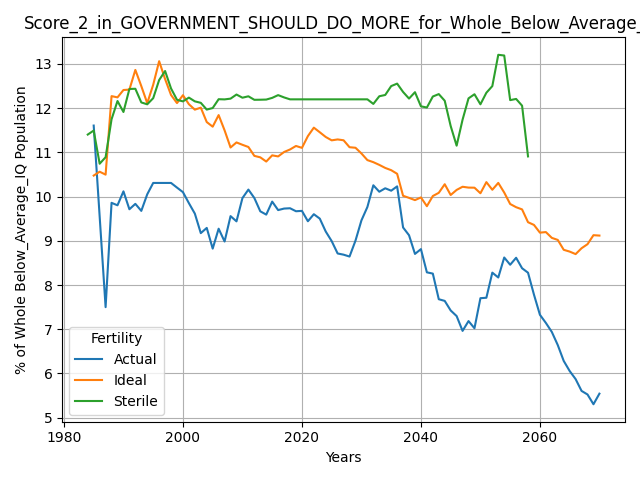 Score_2_in_GOVERNMENT_SHOULD_DO_MORE_for_Whole_Below_Average_
% of Whole Below_Average_IQ Population
13
12
11
10
9
8
7
6
5
Fertility
Actual
Ideal
Sterile
1980
2000
2020
2040
2060
Years